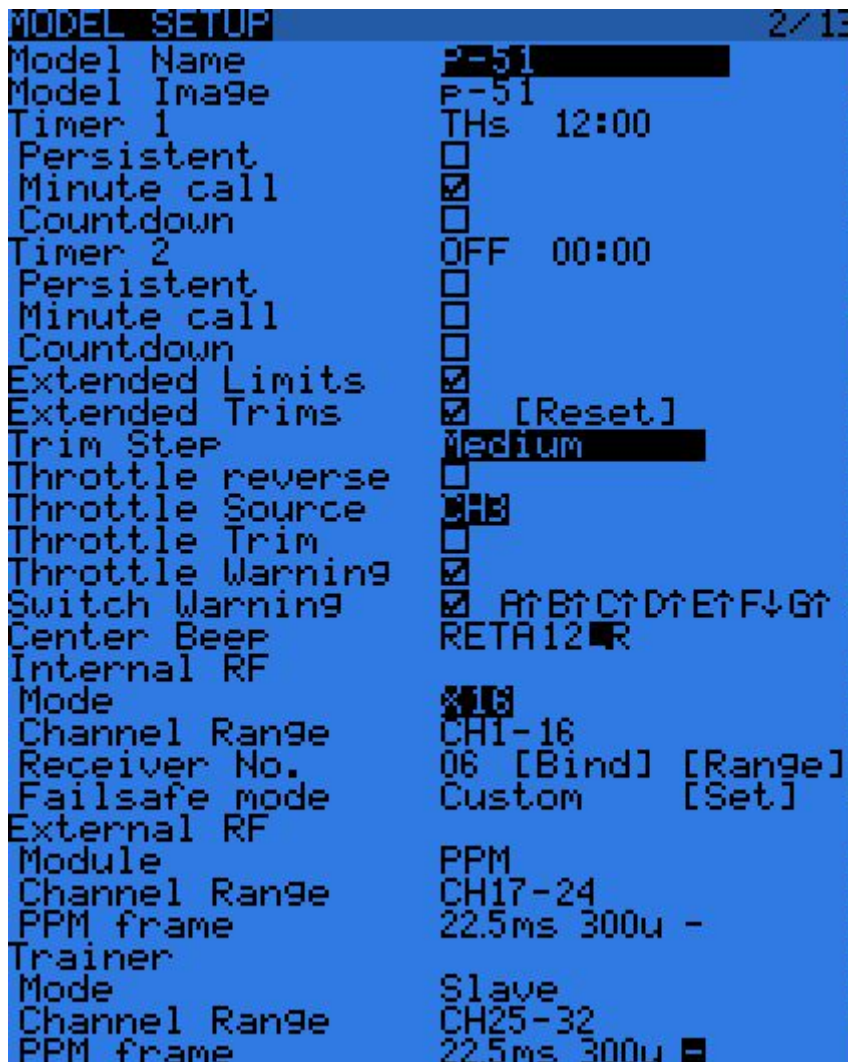 MODEL SETUP 2/13
Model Name P-51
Model Image P-51
Timer 1 THs 12:00
Persistent
Minute call
Countdown
Timer 2 OFF 00:00
Persistent
Minute call
Countdown
Extended Limits
Extended Trims [Reset]
Trim Step Medium
Throttle reverse
Throttle Source CH3
Throttle Trim
Throttle Warning
Switch Warning A↑B↑C↑D↑E↑F↓G↑
Center Beep RETA12 R
Internal RF
Mode X16
Channel Range CH1-16
Receiver No. 06 [Bind] [Range]
Failsafe mode Custom [Set]
External RF
Module PPM
Channel Range CH17-24
PPM frame 22.5ms 300u -
Trainer
Mode Slave
Channel Range CH25-32
PPM frame 22.5ms 300u -